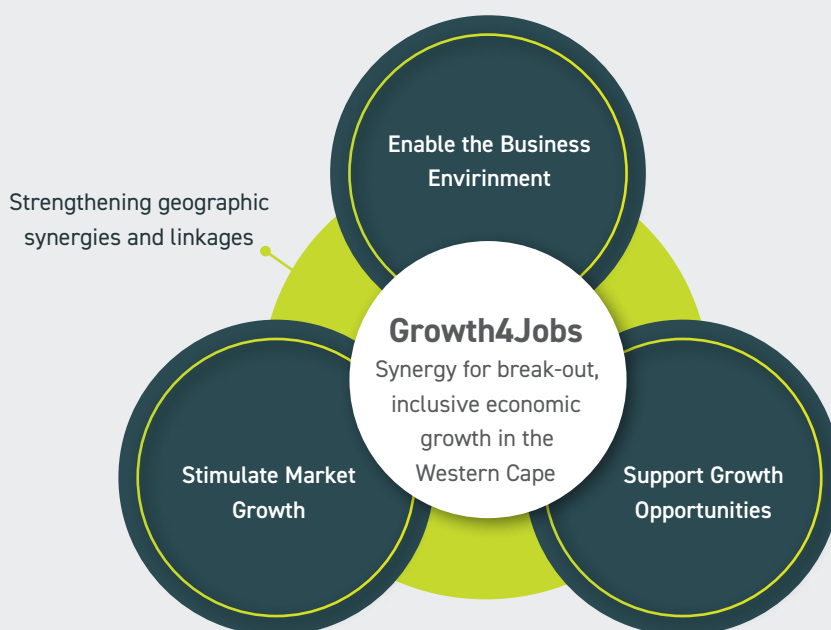 Enable the Business
Envirinment
Strengthening geographic
synergies and linkages
Growth4Jobs
Synergy for break-out,
inclusive economic
growth in the
Western Cape
Stimulate Market
Growth
Support Growth
Opportunities